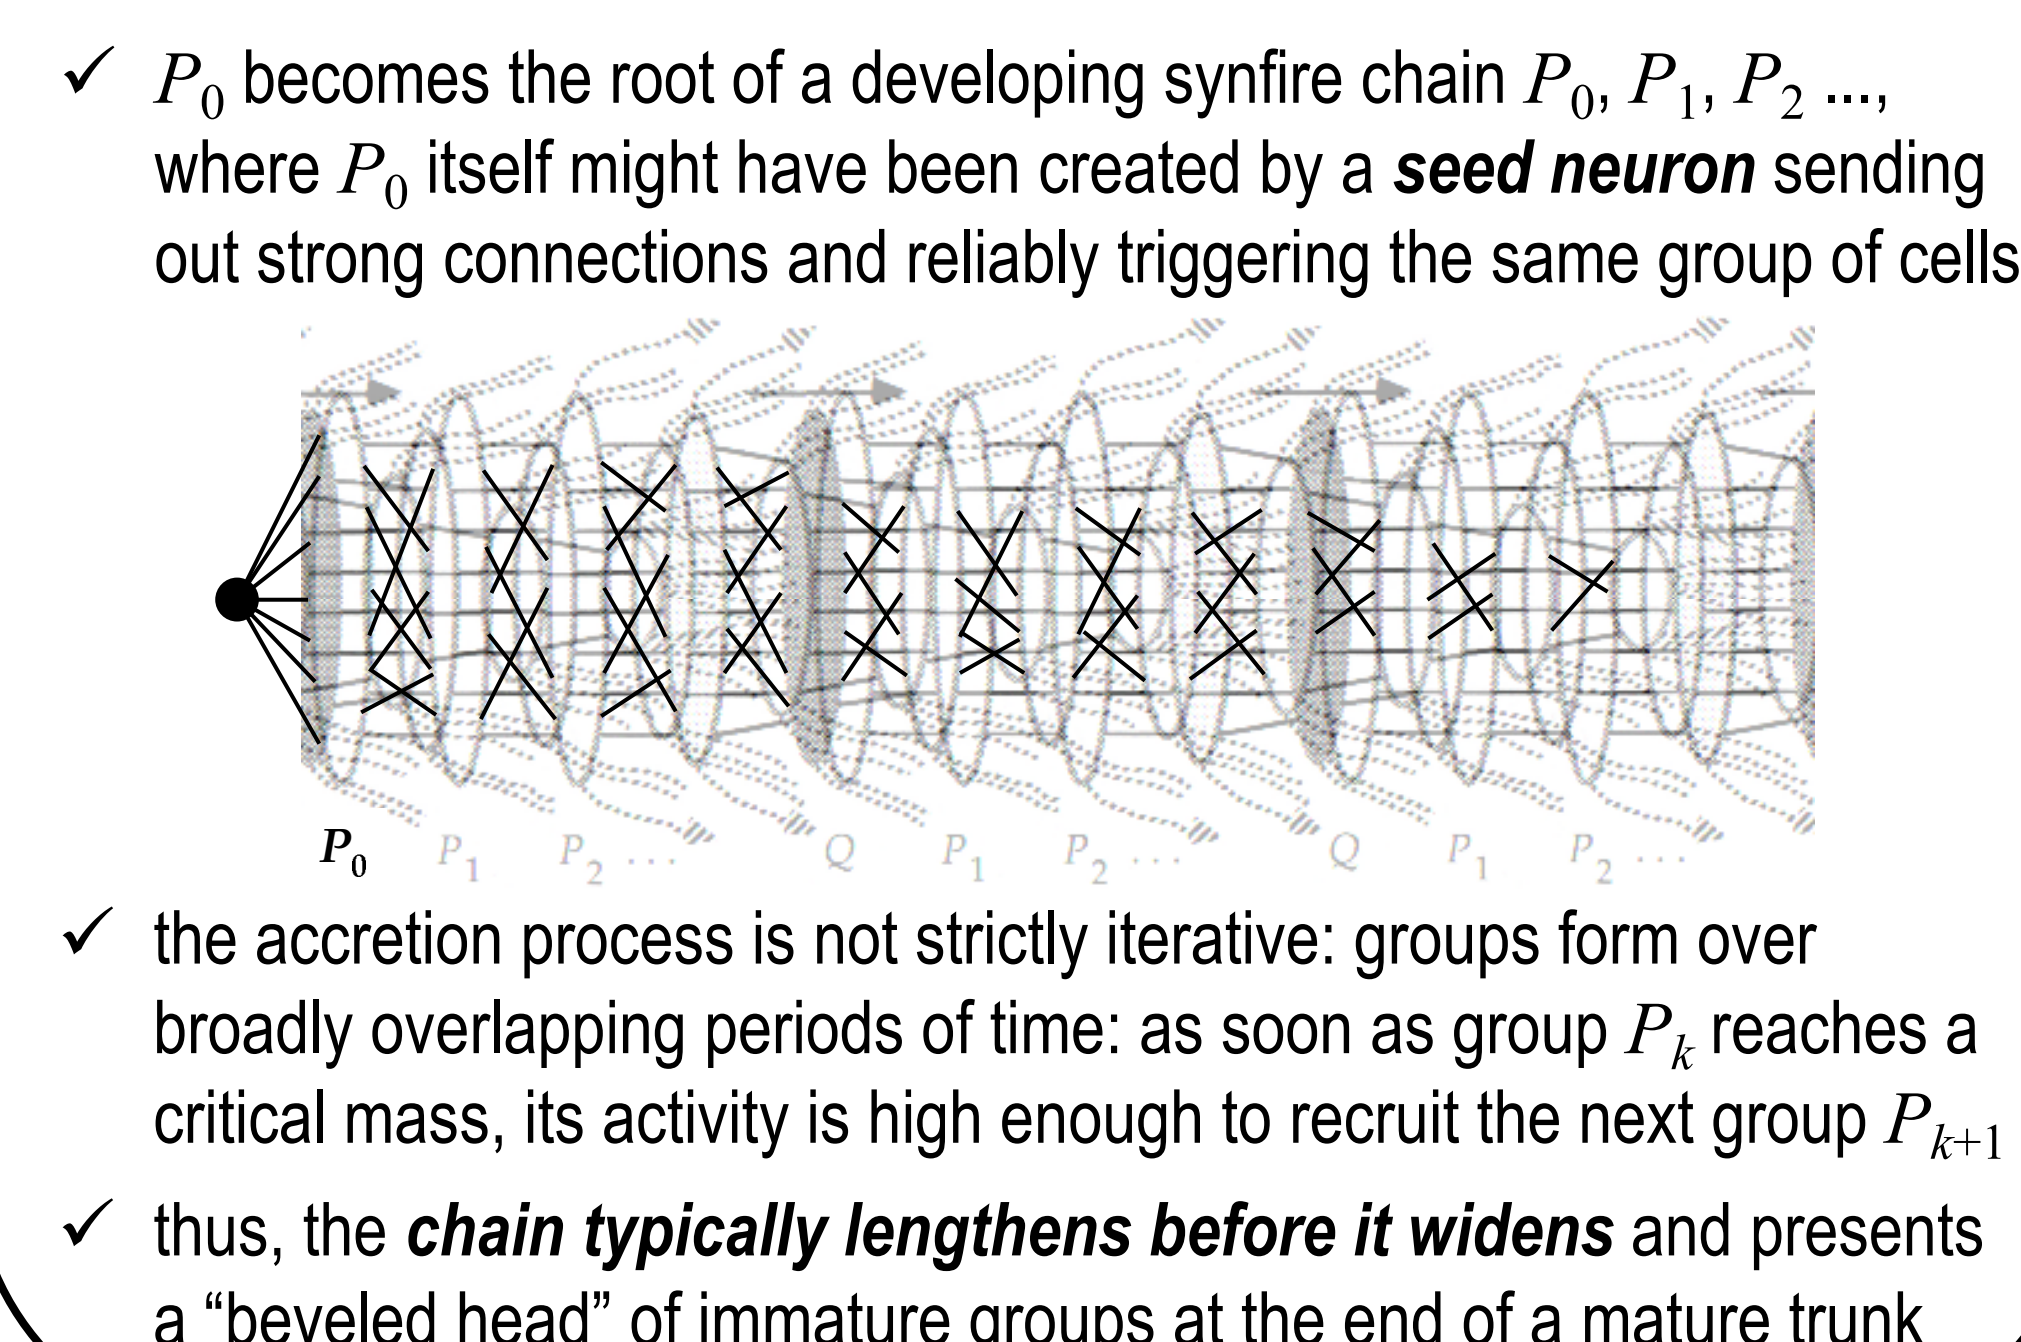 ✓ P0 becomes the root of a developing synfire chain P0, P1, P2 ...,
where P0 itself might have been created by a seed neuron sending
out strong connections and reliably triggering the same group of cells
P0 P1 P2 ... Q P1 P2 ... Q P1 P2 ...
✓ the accretion process is not strictly iterative: groups form over
broadly overlapping periods of time: as soon as group Pk reaches a
critical mass, its activity is high enough to recruit the next group Pk+1
✓ thus, the chain typically lengthens before it widens and presents
a “beveled head” of immature groups at the end of a mature trunk